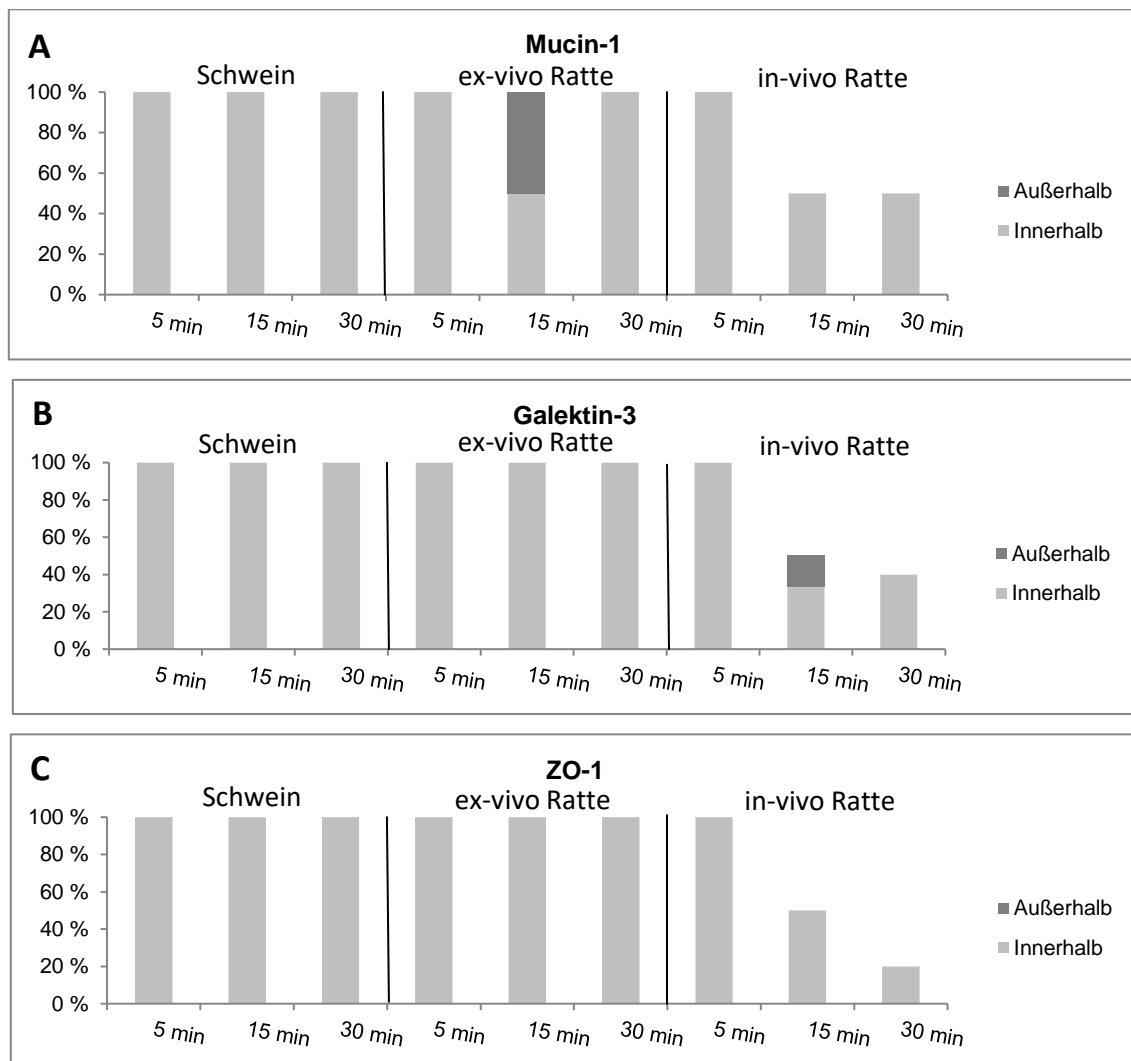 A
Mucin-1
Schwein
ex-vivo Ratte
in-vivo Ratte
100 %
80 %
60 %
40 %
20 %
0 %
5 min 15 min 30 min 5 min 15 min 30 min 5 min 15 min 30 min
Außerhalb
Innerhalb
B
Galektin-3
Schwein
ex-vivo Ratte
in-vivo Ratte
100 %
80 %
60 %
40 %
20 %
0 %
5 min 15 min 30 min 5 min 15 min 30 min 5 min 15 min 30 min
Außerhalb
Innerhalb
C
ZO-1
Schwein
ex-vivo Ratte
in-vivo Ratte
100 %
80 %
60 %
40 %
20 %
0 %
5 min 15 min 30 min 5 min 15 min 30 min 5 min 15 min 30 min
Außerhalb
Innerhalb